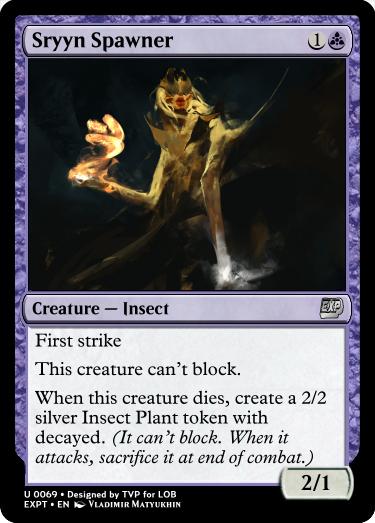 Sryyn Spawner 1
Creature — Insect EXP
First strike
This creature can't block.
When this creature dies, create a 2/2
silver Insect Plant token with
decayed. (It can't block. When it
attacks, sacrifice it at end of combat.)
2/1
U 0069 • Designed by TVP for LOB
EXPT • EN Vladimir Matyukhin